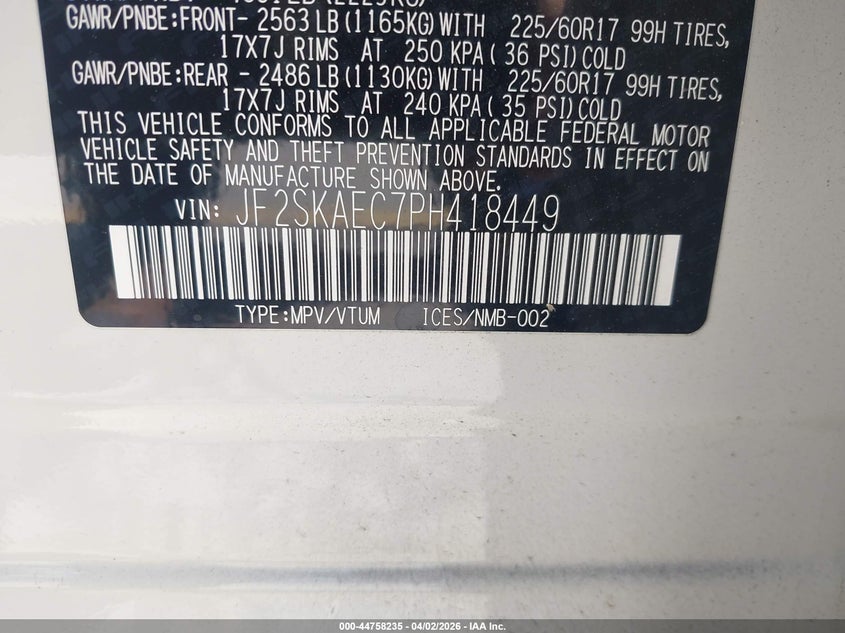 GAWR/PNBE:FRONT- 2563 LB (1165KG) WITH 225/60R17 99H TIRES,
17X7J RIMS AT 250 KPA ( 36 PSI) COLD
GAWR/PNBE:REAR - 2486 LB (1130KG) WITH 225/60R17 99H TIRES,
17X7J RIMS AT 240 KPA ( 35 PSI) COLD
THIS VEHICLE CONFORMS TO ALL APPLICABLE FEDERAL MOTOR
VEHICLE SAFETY AND THEFT PREVENTION STANDARDS IN EFFECT ON
THE DATE OF MANUFACTURE SHOWN ABOVE.
VIN: JF2SKAEC7PH418449
TYPE:MPV/VTUM ICES/NMB-002
000-44758235 - 04/02/2026 - IAA Inc.